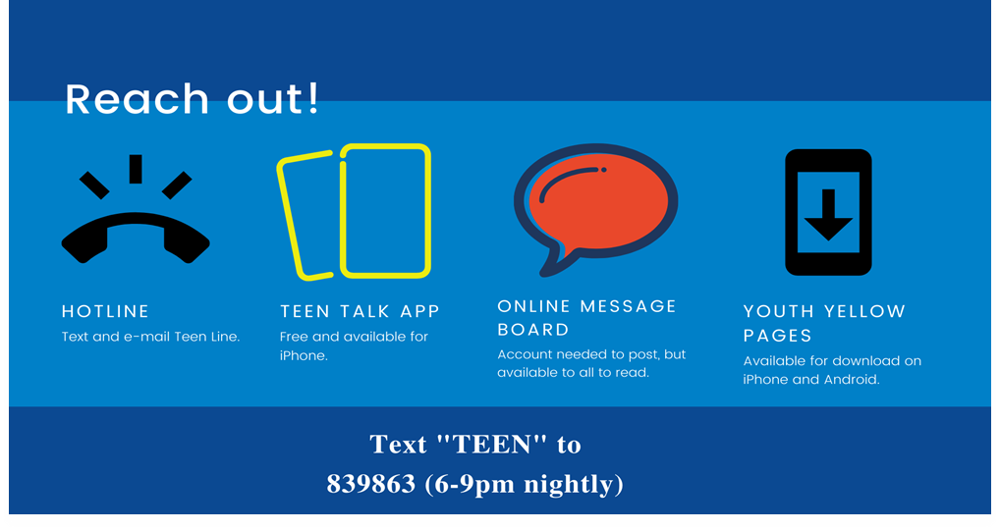 Reach out!
HOTLINE
Text and e-mail Teen Line.
TEEN TALK APP
Free and available for
iPhone.
ONLINE MESSAGE
BOARD
Account needed to post, but
available to all to read.
YOUTH YELLOW
PAGES
Available for download on
iPhone and Android.
Text "TEEN" to
839863 (6-9pm nightly)